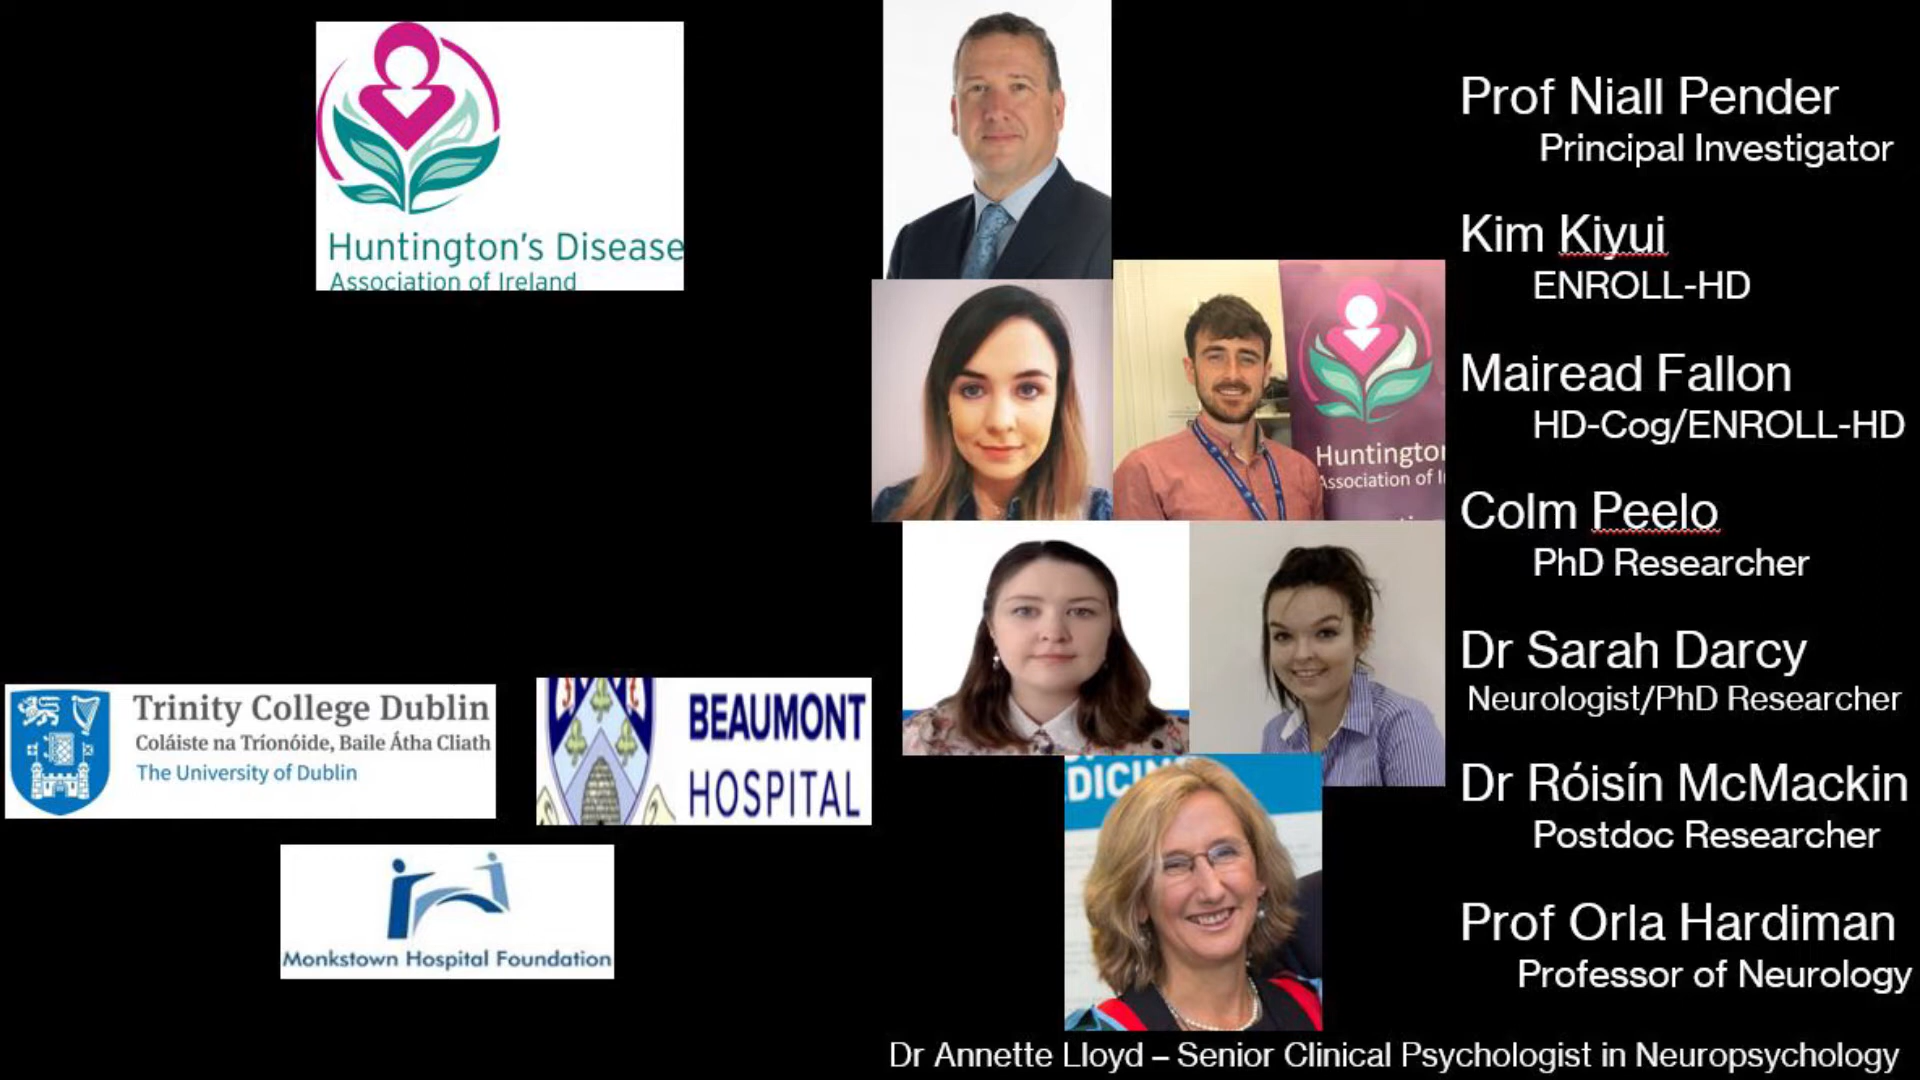 Huntington's Disease
Association of Ireland
Trinity College Dublin
Coláiste na Tríonóide, Baile Átha Cliath
The University of Dublin
BEAUMONT
HOSPITAL
Monkstown Hospital Foundation
Huntingto
Association of I
EDICIN
Prof Niall Pender
Principal Investigator
Kim Kiyui
ENROLL-HD
Mairead Fallon
HD-Cog/ENROLL-HD
Colm Peelo
PhD Researcher
Dr Sarah Darcy
Neurologist/PhD Researcher
Dr Róisín McMackin
Postdoc Researcher
Prof Orla Hardiman
Professor of Neurology
Dr Annette Lloyd – Senior Clinical Psychologist in Neuropsychology